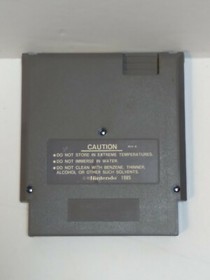 CAUTION
●DO NOT STORE IN EXTREME TEMPERATURES.
●DO NOT IMMERSE IN WATER.
●DO NOT CLEAN WITH BENZENE, THINNER,
ALCOHOL OR OTHER SUCH SOLVENTS.
Nintendo 1985